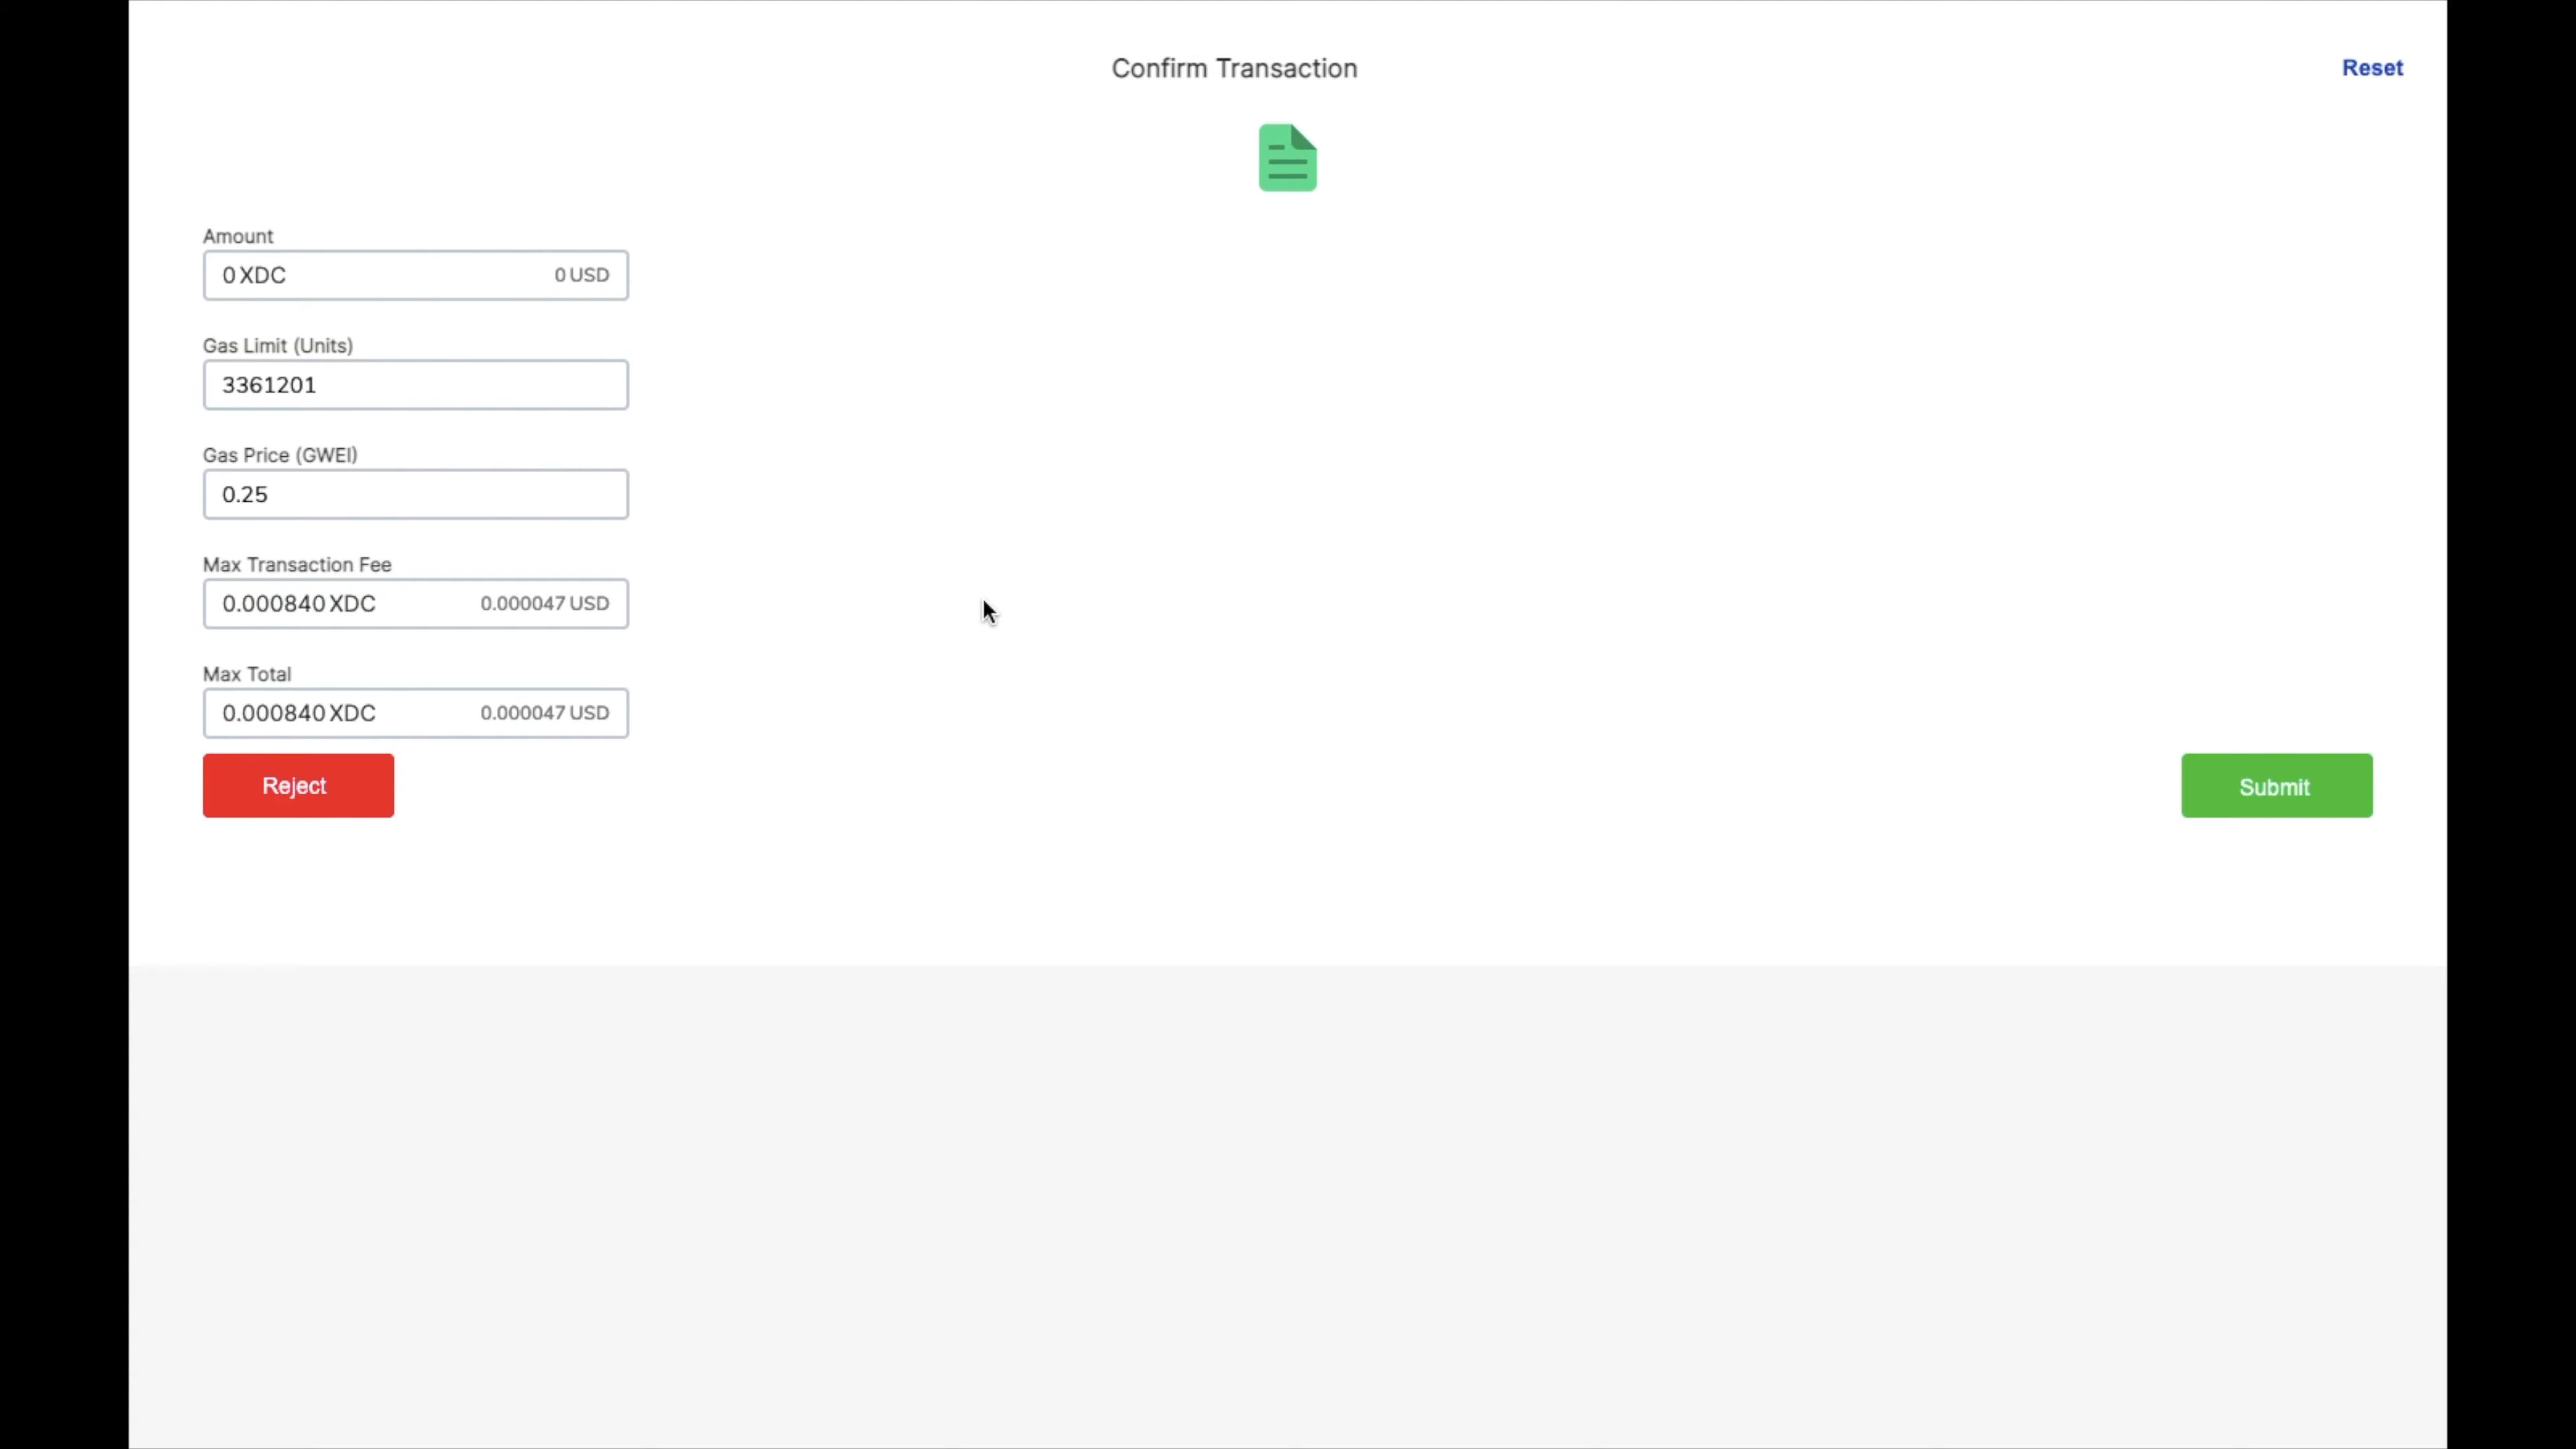 Confirm Transaction
Reset
Amount
0 XDC 0 USD
Gas Limit (Units)
3361201
Gas Price (GWEI)
0.25
Max Transaction Fee
0.000840 XDC 0.000047 USD
Max Total
0.000840 XDC 0.000047 USD
Reject
Submit